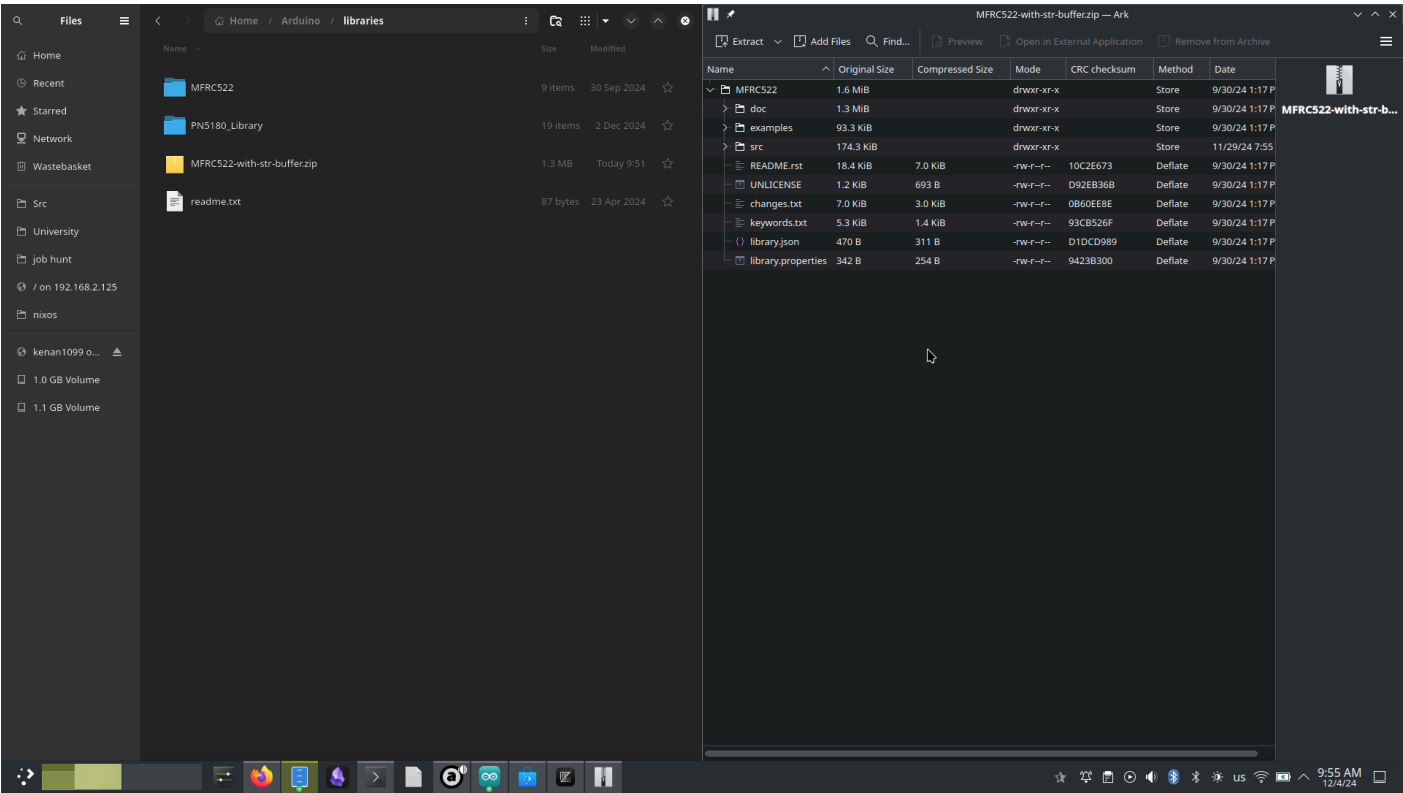 Files
Home
Recent
Starred
Network
Wastebasket
Src
University
job hunt
/ on 192.168.2.125
nixos
kenan1099 o...
1.0 GB Volume
1.1 GB Volume
Home / Arduino / libraries
Name Size Modified
MFRC522 9 items 30 Sep 2024
PN5180_Library 19 items 2 Dec 2024
MFRC522-with-str-buffer.zip 1.3 MB Today 9:51
readme.txt 87 bytes 23 Apr 2024
MFRC522-with-str-buffer.zip — Ark
Extract Add Files Find... Preview Open in External Application Remove from Archive
Name Original Size Compressed Size Mode CRC checksum Method Date
MFRC522 1.6 MiB drwxr-xr-x Store 9/30/24 1:17 P
doc 1.3 MiB drwxr-xr-x Store 9/30/24 1:17 P
examples 93.3 KiB drwxr-xr-x Store 9/30/24 1:17 P
src 174.3 KiB drwxr-xr-x Store 11/29/24 7:55
README.rst 18.4 KiB 7.0 KiB -rw-r--r-- 10C2E673 Deflate 9/30/24 1:17 P
UNLICENSE 1.2 KiB 693 B -rw-r--r-- D92EB36B Deflate 9/30/24 1:17 P
changes.txt 7.0 KiB 3.0 KiB -rw-r--r-- 0B60EE8E Deflate 9/30/24 1:17 P
keywords.txt 5.3 KiB 1.4 KiB -rw-r--r-- 93CB526F Deflate 9/30/24 1:17 P
library.json 470 B 311 B -rw-r--r-- D1DCD989 Deflate 9/30/24 1:17 P
library.properties 342 B 254 B -rw-r--r-- 9423B300 Deflate 9/30/24 1:17 P
MFRC522-with-str-b...
us 9:55 AM
12/4/24